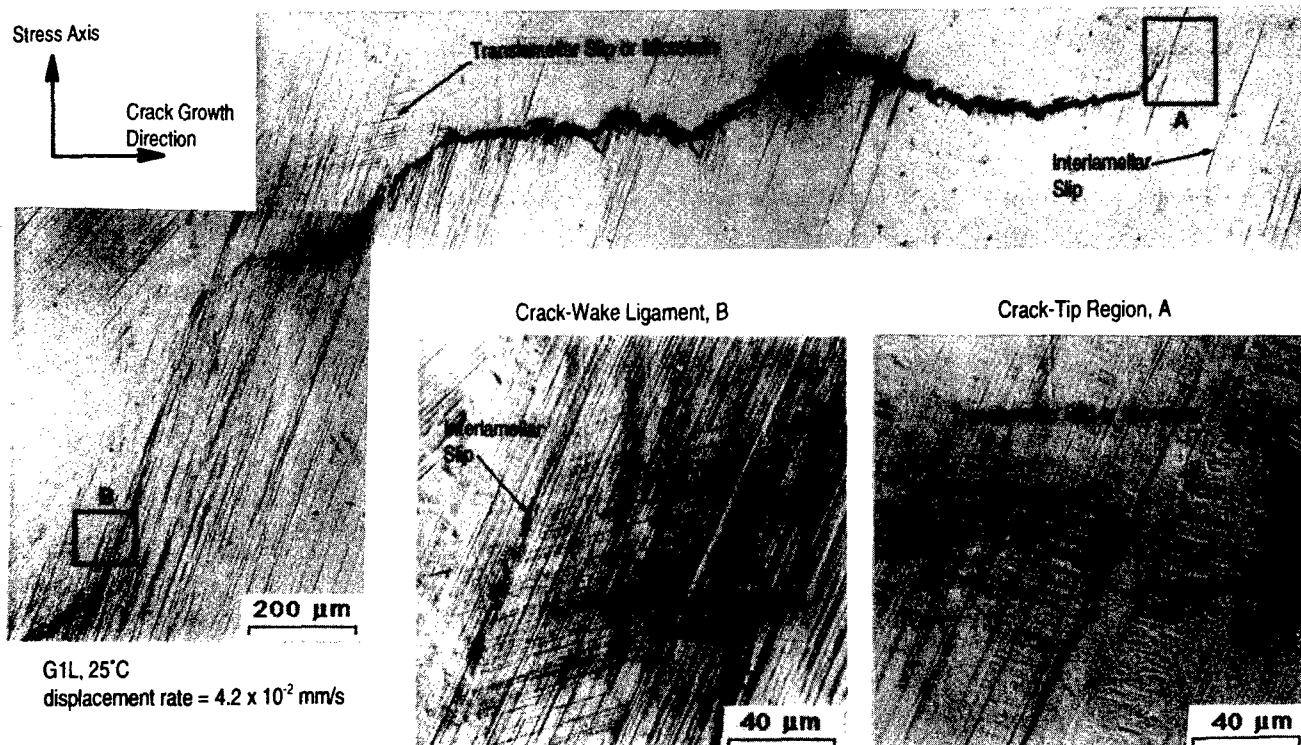 Stress Axis
Translamellar Slip or Microtwin
Crack Growth
Direction
A
Interlamellar
Slip
Crack-Wake Ligament, B
Crack-Tip Region, A
Interlamellar
Slip
B
200 μm
G1L, 25°C
displacement rate = 4.2 x 10⁻² mm/s
40 μm
40 μm